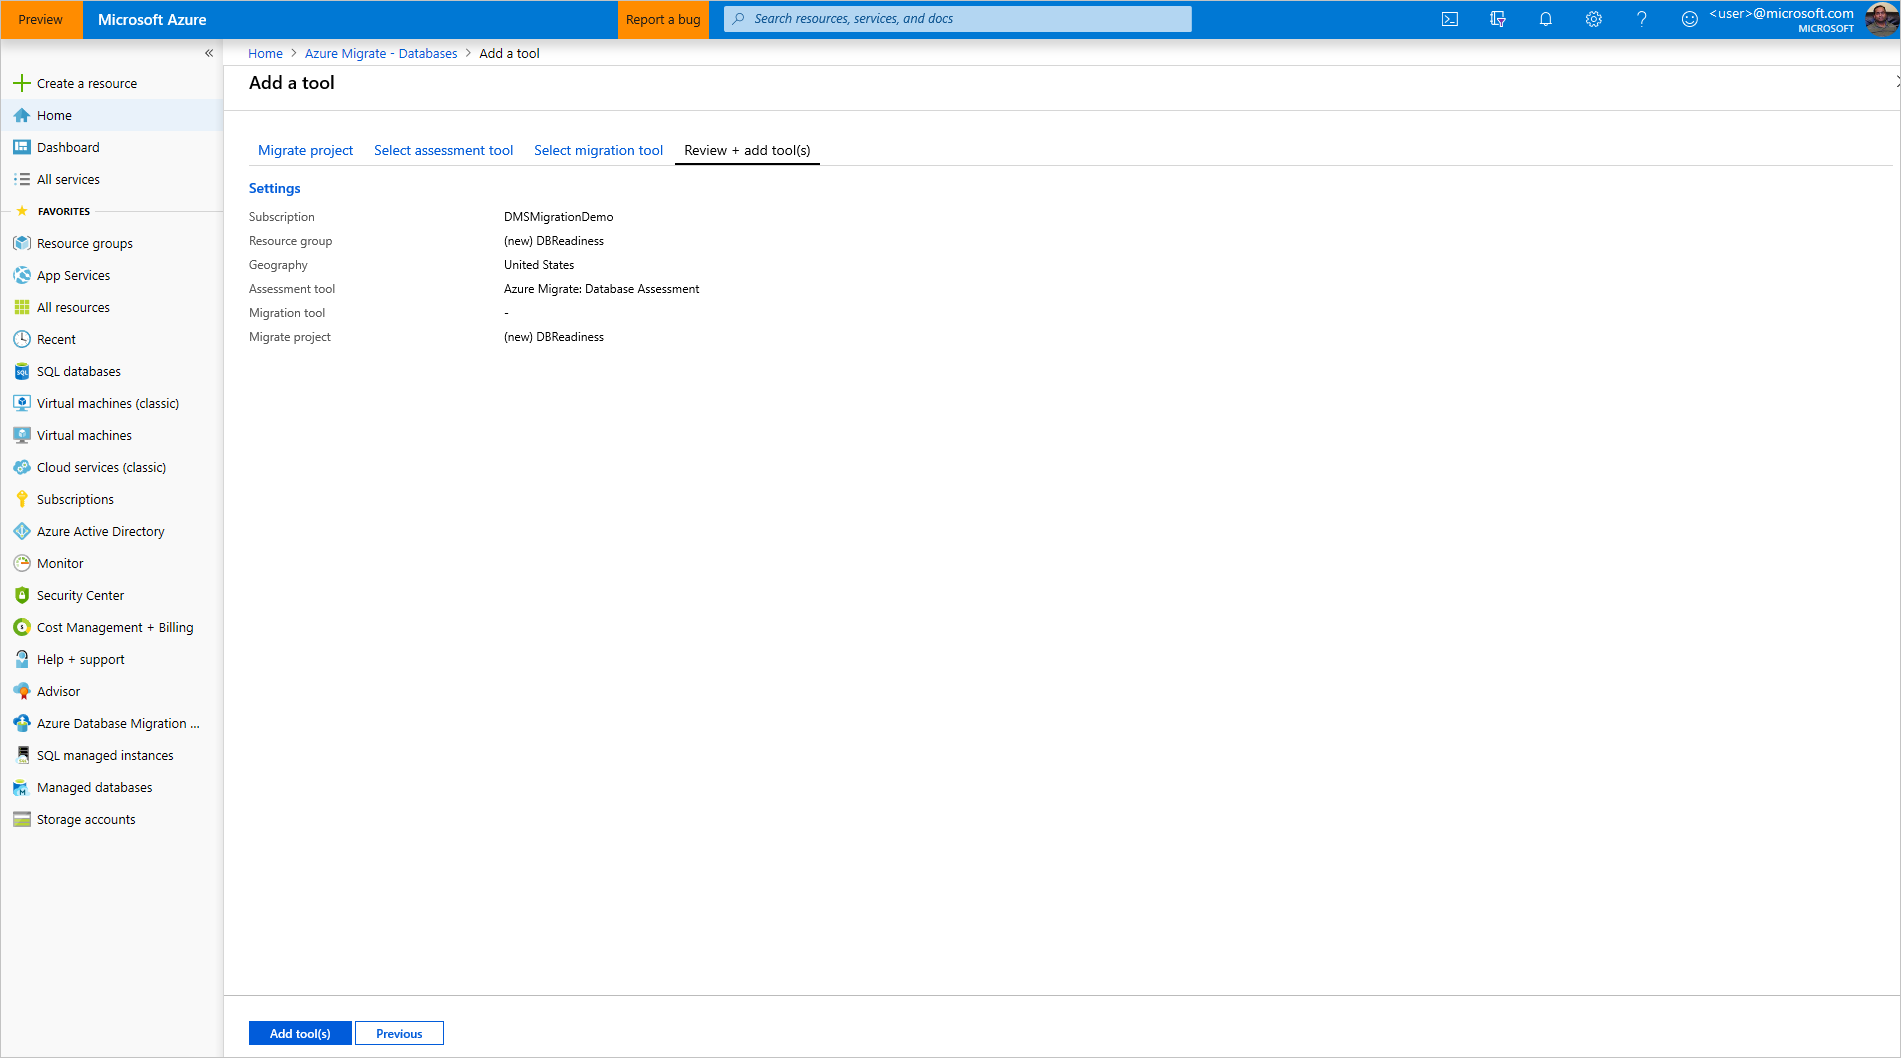 Preview
Microsoft Azure
Report a bug
Search resources, services, and docs
<user>@microsoft.com
MICROSOFT
Home > Azure Migrate - Databases > Add a tool
Add a tool
Create a resource
Home
Dashboard
All services
FAVORITES
Resource groups
App Services
All resources
Recent
SQL databases
Virtual machines (classic)
Virtual machines
Cloud services (classic)
Subscriptions
Azure Active Directory
Monitor
Security Center
Cost Management + Billing
Help + support
Advisor
Azure Database Migration ...
SQL managed instances
Managed databases
Storage accounts
Migrate project Select assessment tool Select migration tool Review + add tool(s)
Settings
Subscription DMSMigrationDemo
Resource group (new) DBReadiness
Geography United States
Assessment tool Azure Migrate: Database Assessment
Migration tool -
Migrate project (new) DBReadiness
Add tool(s) Previous